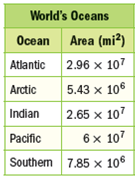 World's Oceans
Ocean Area (mi²)
Atlantic 2.96 × 10⁷
Arctic 5.43 × 10⁶
Indian 2.65 × 10⁷
Pacific 6 × 10⁷
Southern 7.85 × 10⁶